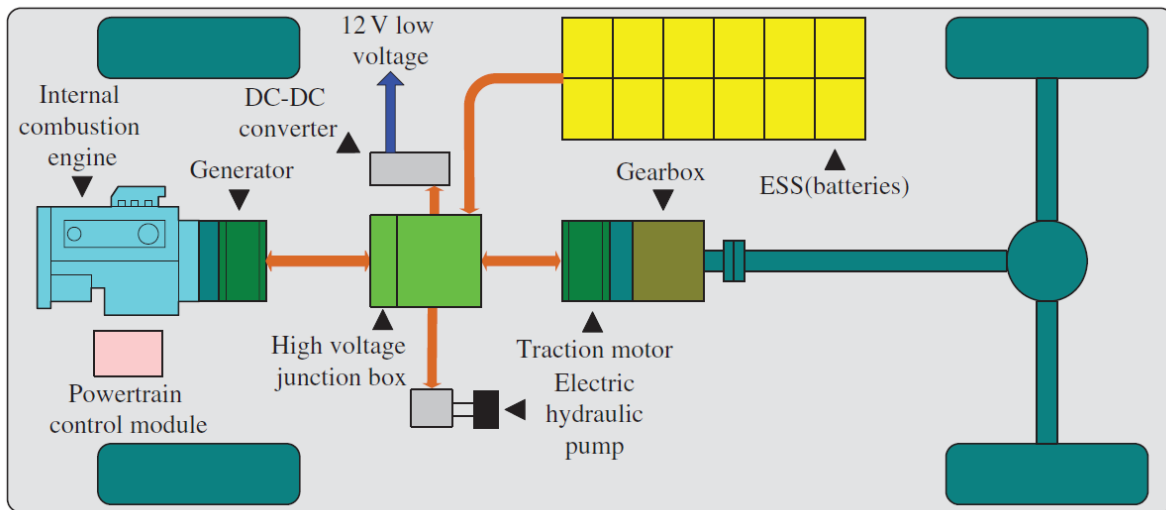 12 V low
voltage
DC-DC
converter
Internal
combustion
engine
Generator
Gearbox
ESS(batteries)
High voltage
junction box
Traction motor
Electric
hydraulic
pump
Powertrain
control module